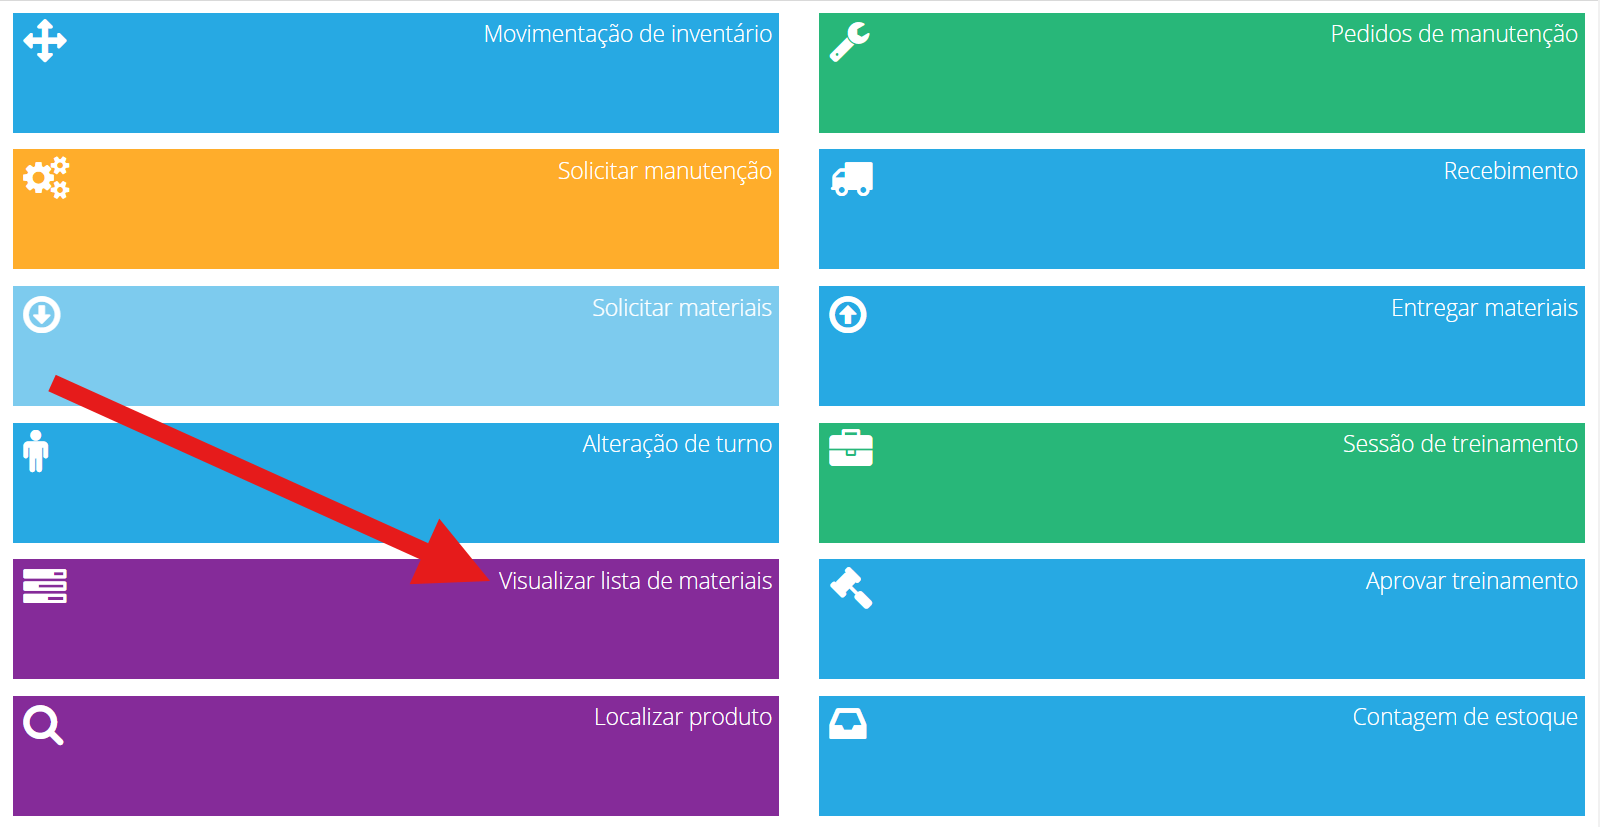 Movimentação de inventário
Pedidos de manutenção
Solicitar manutenção
Recebimento
Solicitar materiais
Entregar materiais
Alteração de turno
Sessão de treinamento
Visualizar lista de materiais
Aprovar treinamento
Localizar produto
Contagem de estoque